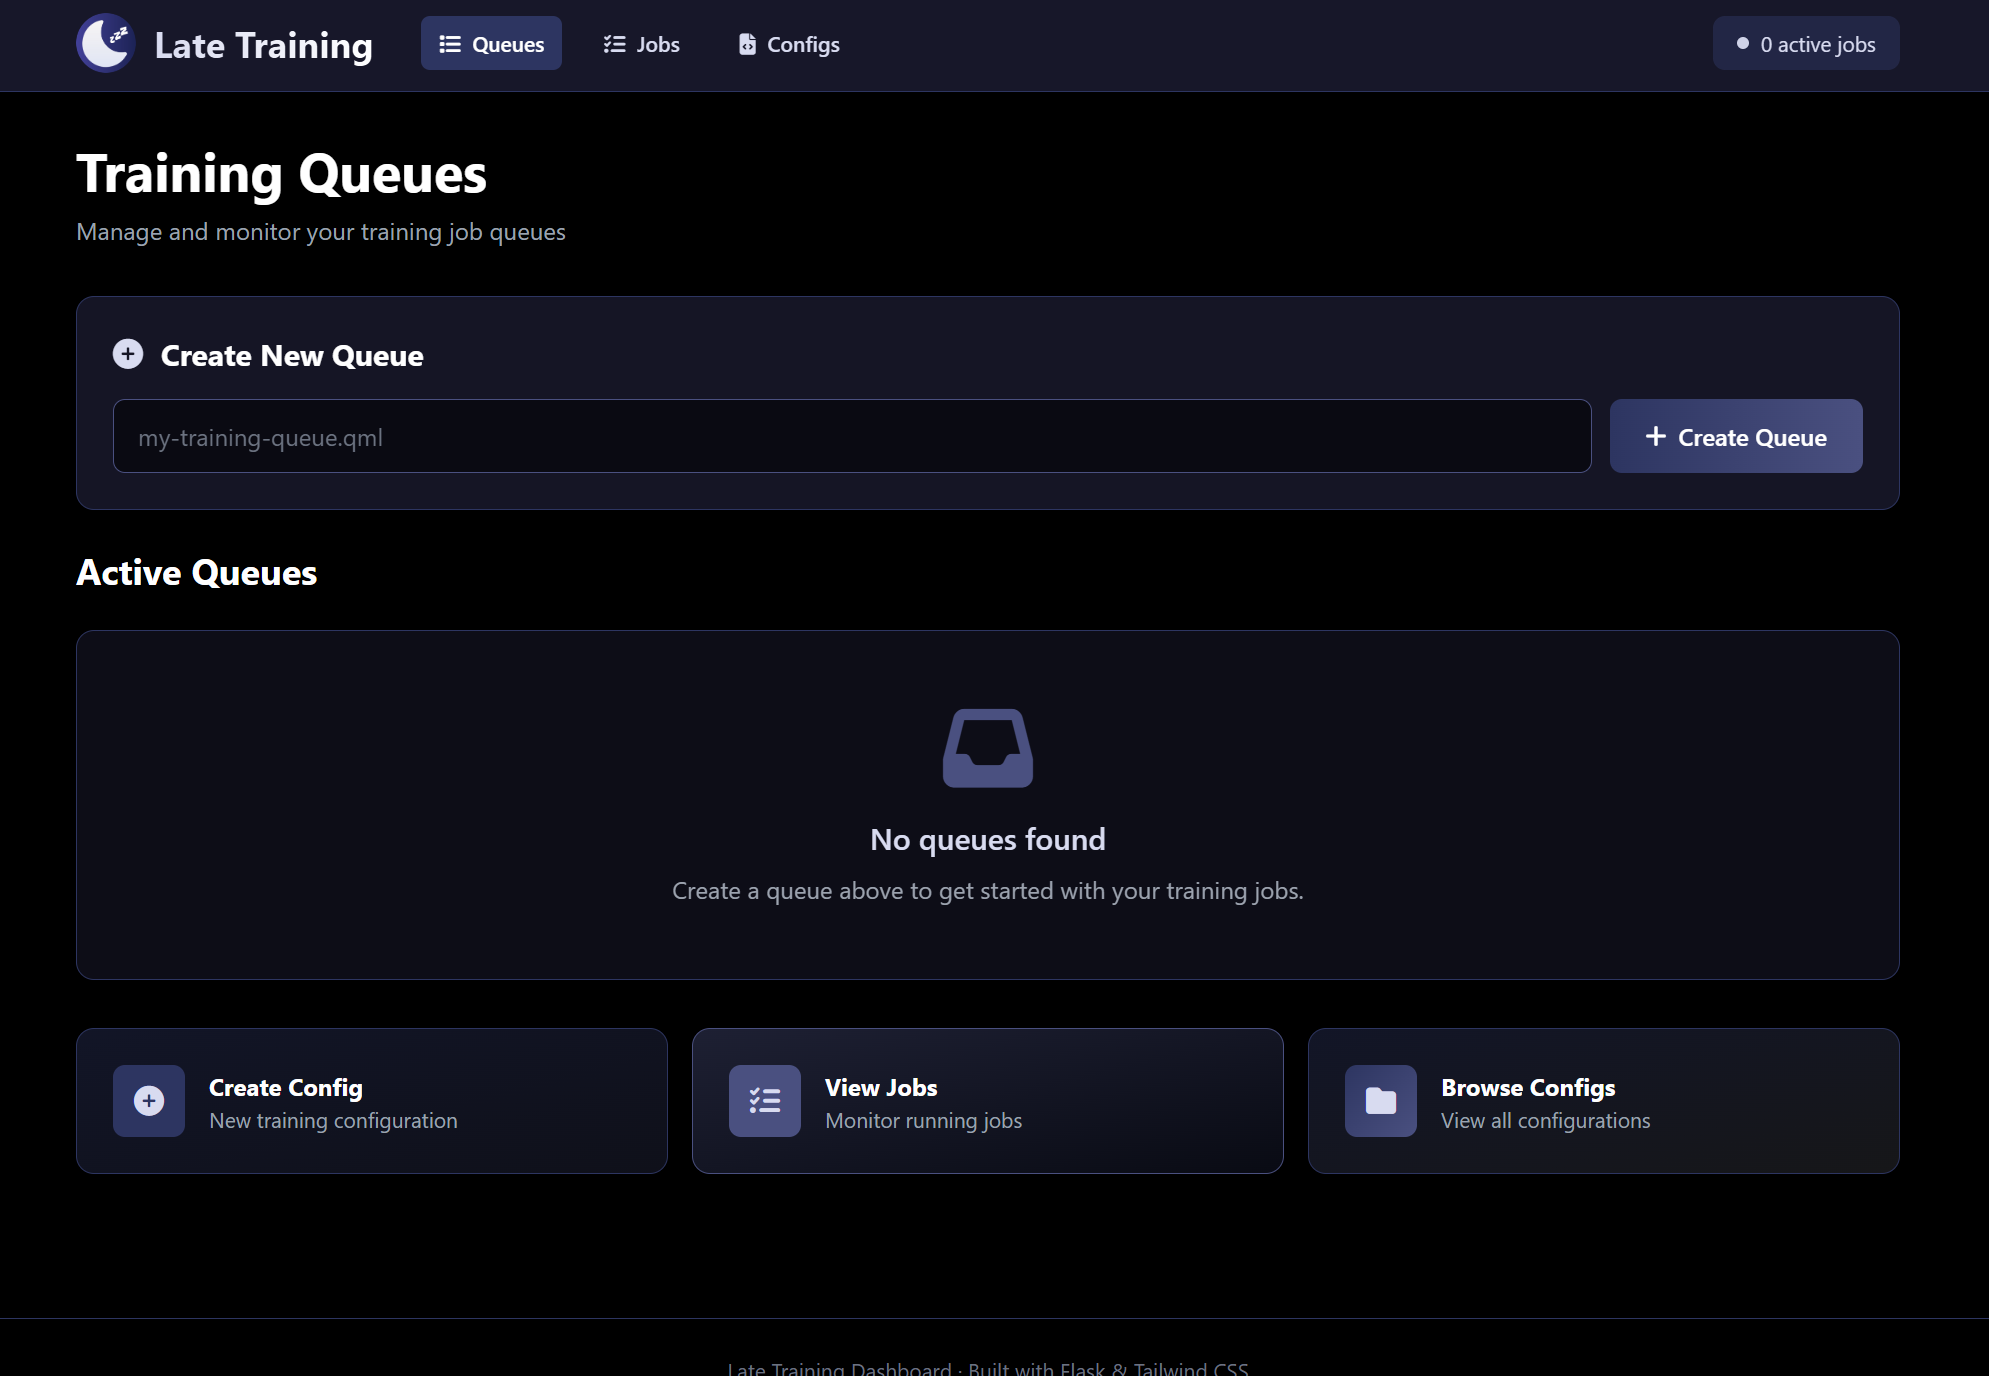 zzz
Late Training
Queues
Jobs
Configs
0 active jobs
Training Queues
Manage and monitor your training job queues
Create New Queue
my-training-queue.qml
Create Queue
Active Queues
No queues found
Create a queue above to get started with your training jobs.
Create Config
New training configuration
View Jobs
Monitor running jobs
Browse Configs
View all configurations
Late Training Dashboard · Built with Flask & Tailwind CSS